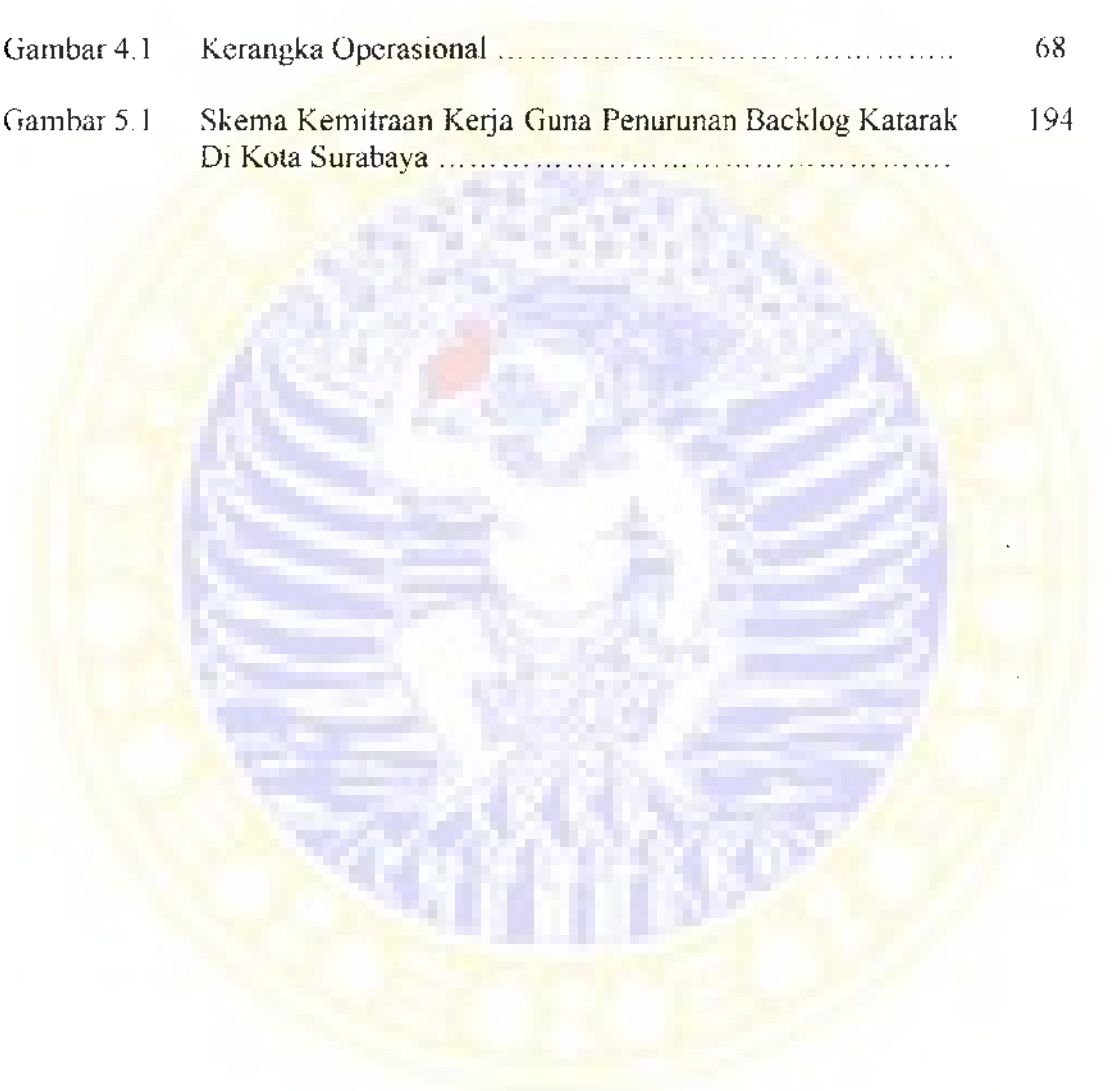 Gambar 4.1 Kerangka Operasional ................................................ 68
Gambar 5.1 Skema Kemitraan Kerja Guna Penurunan Backlog Katarak 194
Di Kota Surabaya ......................................................